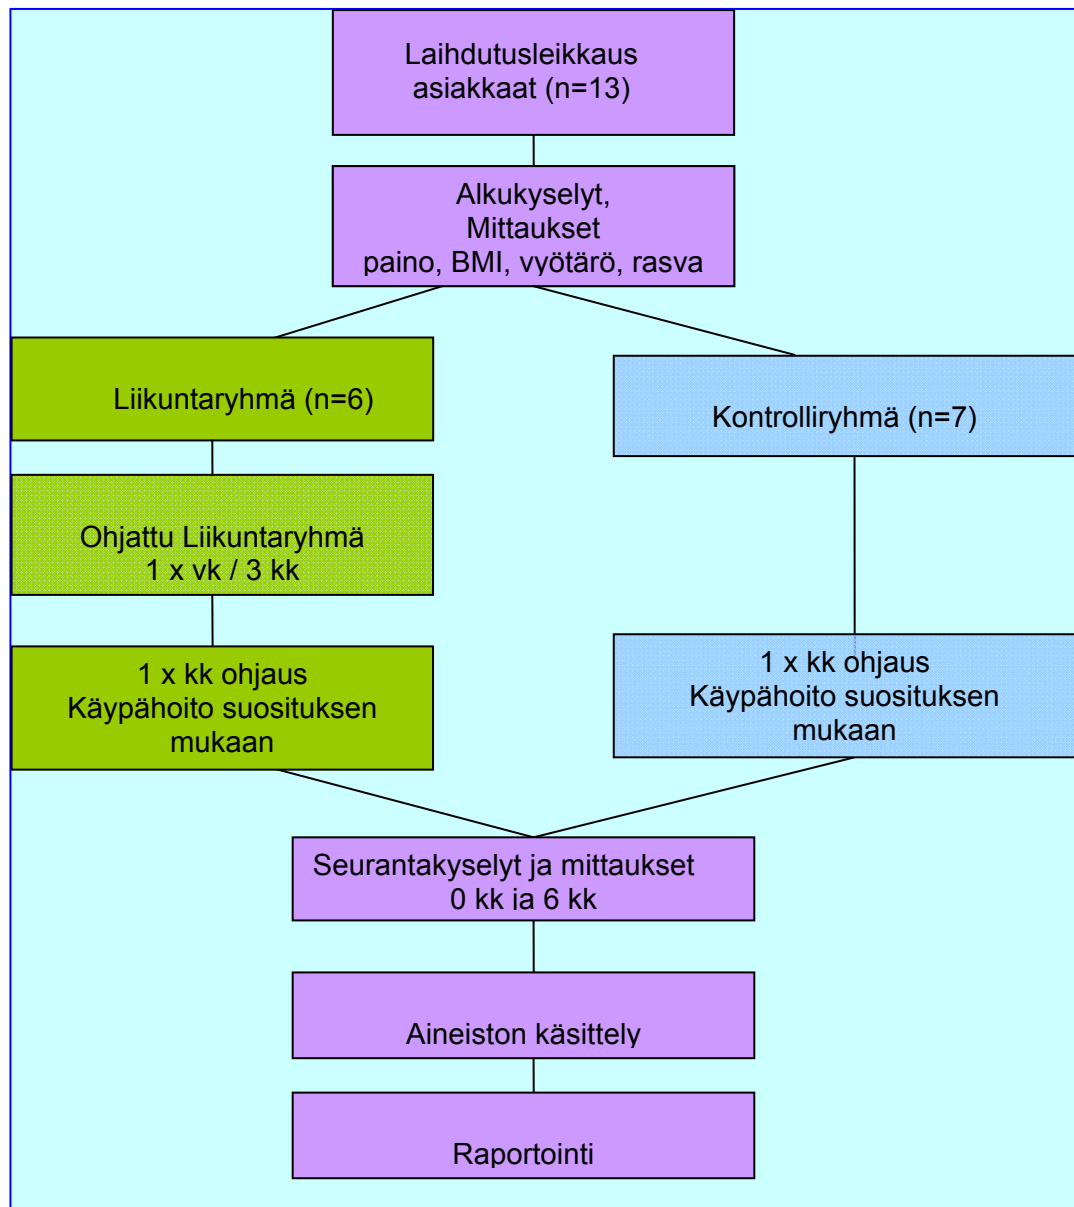 Laihdutusleikkaus
asiakkaat (n=13)
Alkukyselyt,
Mittaukset
paino, BMI, vyötärö, rasva
Liikuntaryhmä (n=6)
Kontrolliryhmä (n=7)
Ohjattu Liikuntaryhmä
1 x vk / 3 kk
1 x kk ohjaus
Käypähoito suosituksen
mukaan
1 x kk ohjaus
Käypähoito suosituksen
mukaan
Seurantakyselyt ja mittaukset
0 kk ja 6 kk
Aineiston käsittely
Raportointi